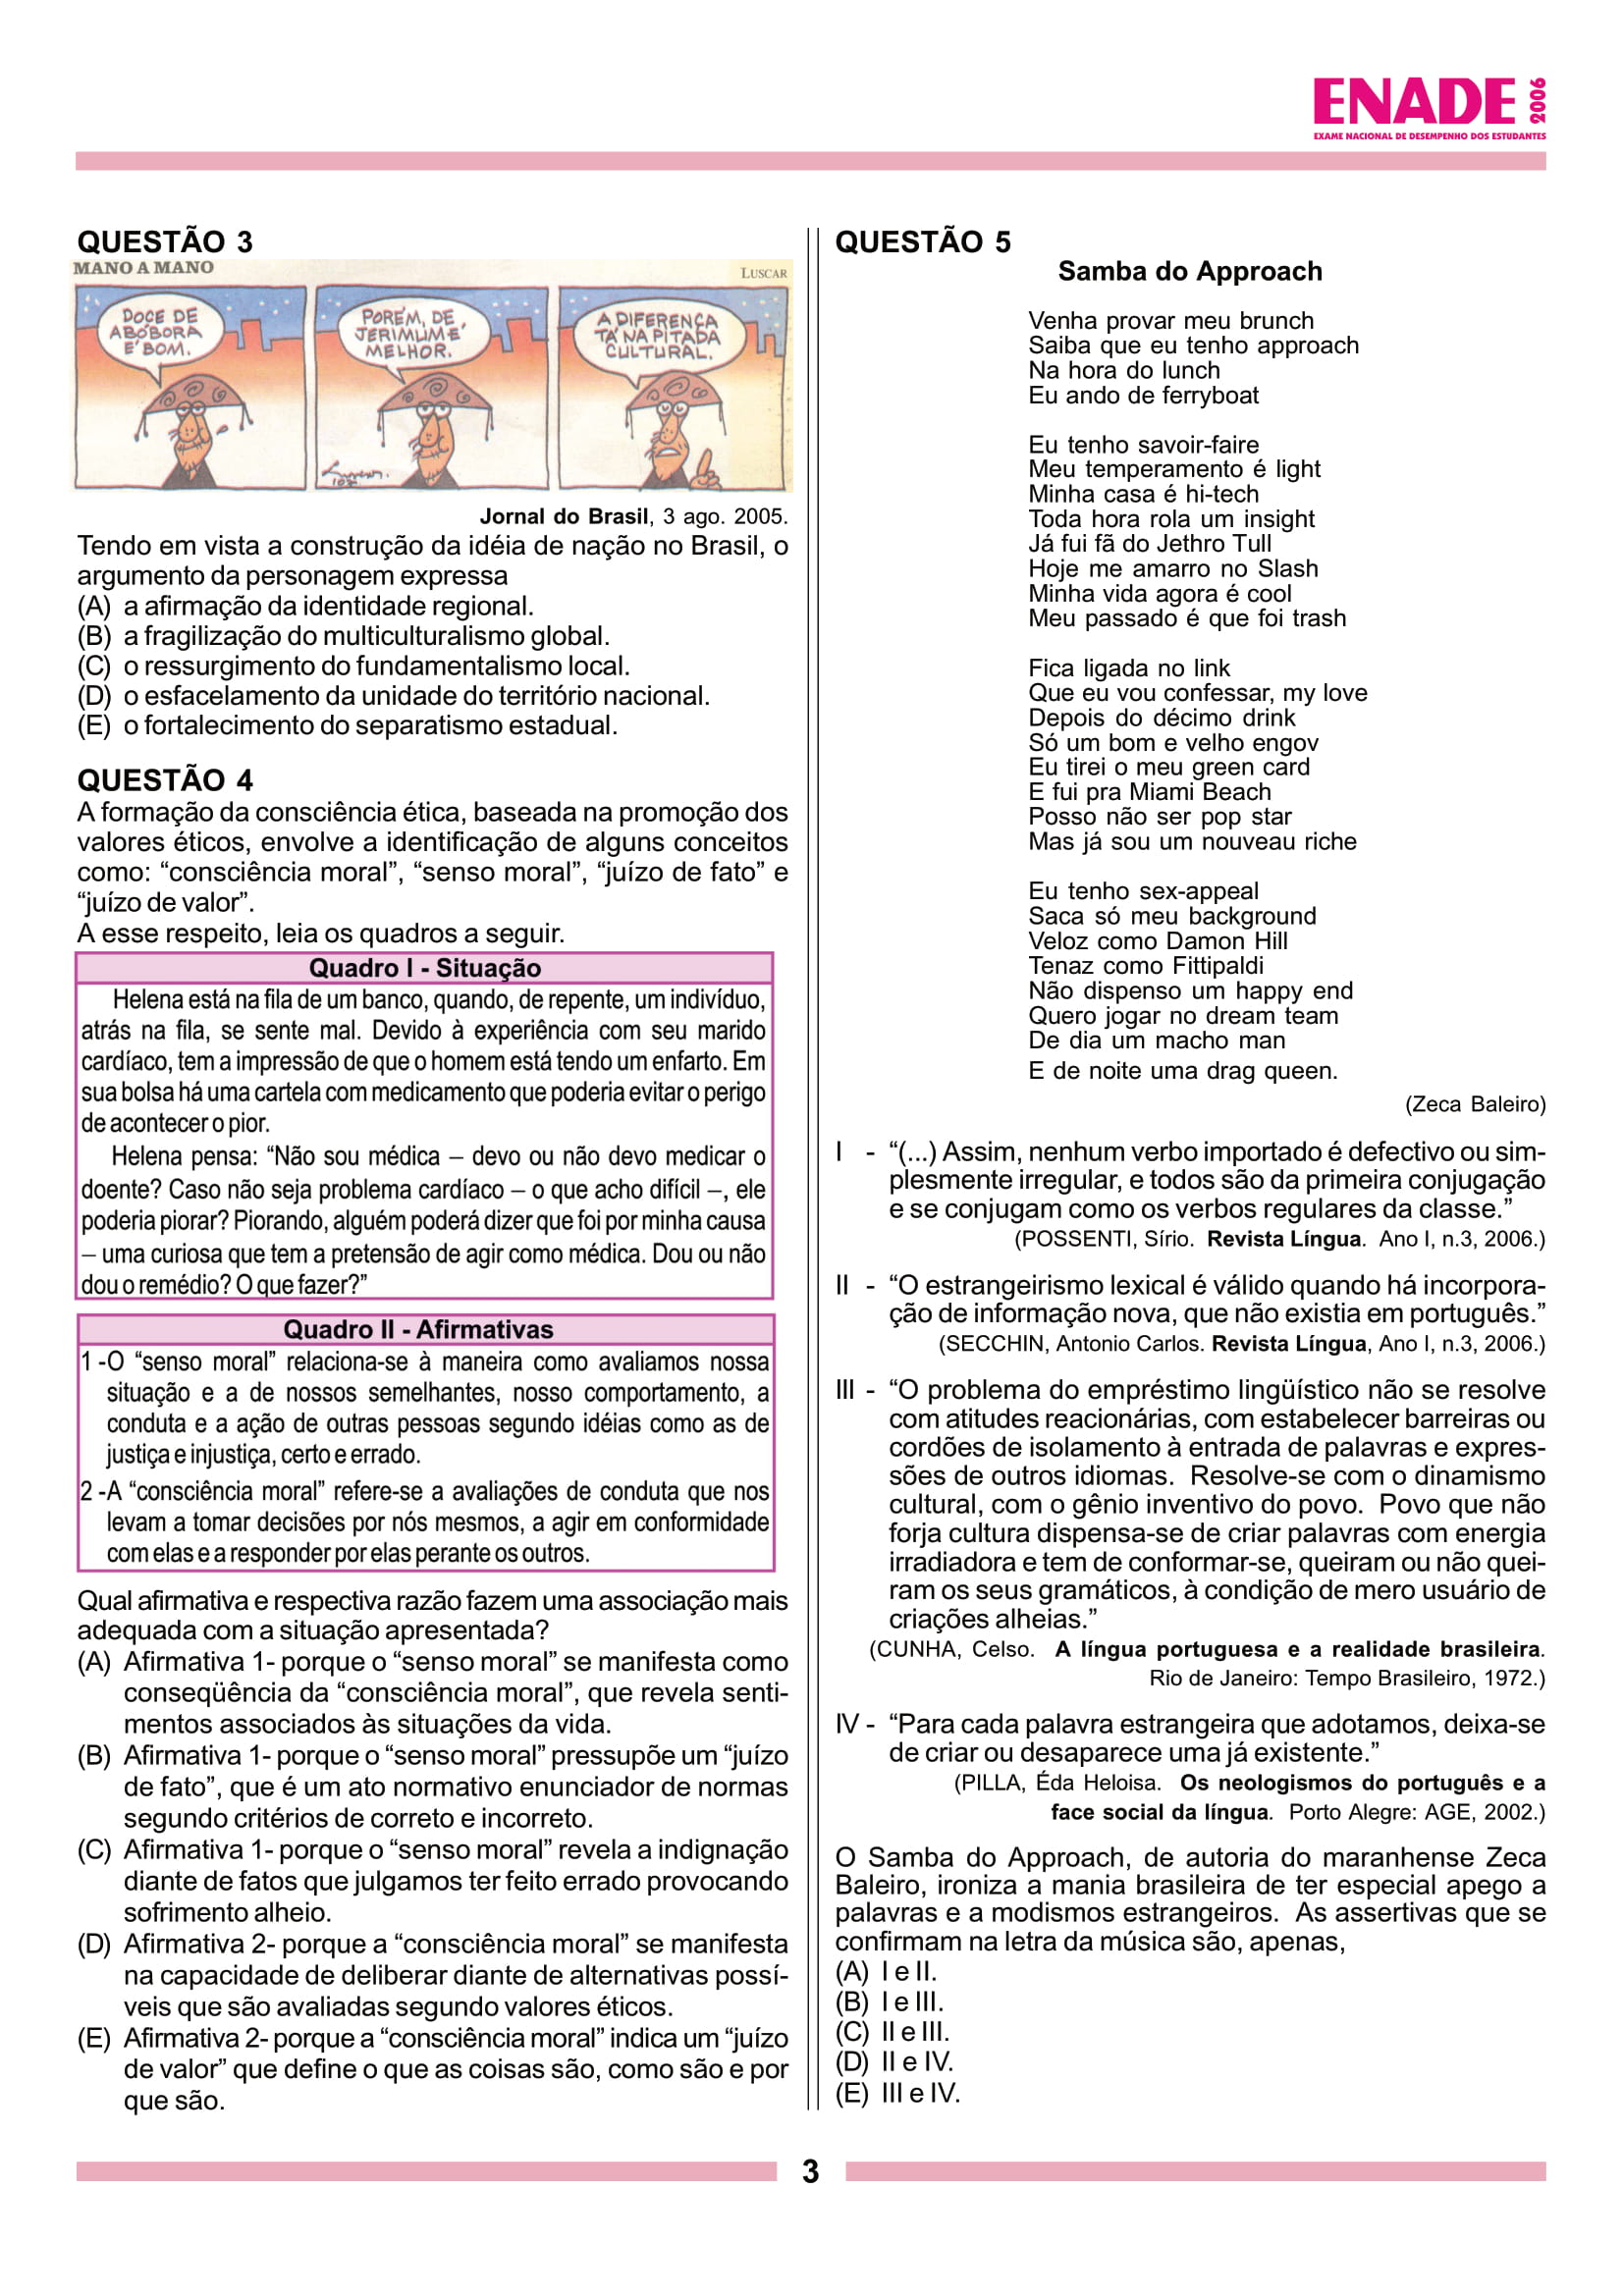 ENADE 2006
EXAME NACIONAL DE DESEMPENHO DOS ESTUDANTES
QUESTÃO 3
MANO A MANO
LUSCAR
DOCE DE
ABÓBORA
É BOM.
PORÉM, DE
JERIMUM É
MELHOR.
A DIFERENÇA
TÁ NA PITADA
CULTURAL.
Jornal do Brasil, 3 ago. 2005.
Tendo em vista a construção da idéia de nação no Brasil, o
argumento da personagem expressa
(A) a afirmação da identidade regional.
(B) a fragilização do multiculturalismo global.
(C) o ressurgimento do fundamentalismo local.
(D) o esfacelamento da unidade do território nacional.
(E) o fortalecimento do separatismo estadual.
QUESTÃO 4
A formação da consciência ética, baseada na promoção dos
valores éticos, envolve a identificação de alguns conceitos
como: “consciência moral”, “senso moral”, “juízo de fato” e
“juízo de valor”.
A esse respeito, leia os quadros a seguir.
Quadro I - Situação
Helena está na fila de um banco, quando, de repente, um indivíduo,
atrás na fila, se sente mal. Devido à experiência com seu marido
cardíaco, tem a impressão de que o homem está tendo um enfarto. Em
sua bolsa há uma cartela com medicamento que poderia evitar o perigo
de acontecer o pior.
Helena pensa: “Não sou médica – devo ou não devo medicar o
doente? Caso não seja problema cardíaco – o que acho difícil –, ele
poderia piorar? Piorando, alguém poderá dizer que foi por minha causa
– uma curiosa que tem a pretensão de agir como médica. Dou ou não
dou o remédio? O que fazer?”
Quadro II - Afirmativas
1 -O “senso moral” relaciona-se à maneira como avaliamos nossa
situação e a de nossos semelhantes, nosso comportamento, a
conduta e a ação de outras pessoas segundo idéias como as de
justiça e injustiça, certo e errado.
2 -A “consciência moral” refere-se a avaliações de conduta que nos
levam a tomar decisões por nós mesmos, a agir em conformidade
com elas e a responder por elas perante os outros.
Qual afirmativa e respectiva razão fazem uma associação mais
adequada com a situação apresentada?
(A) Afirmativa 1- porque o “senso moral” se manifesta como
conseqüência da “consciência moral”, que revela senti-
mentos associados às situações da vida.
(B) Afirmativa 1- porque o “senso moral” pressupõe um “juízo
de fato”, que é um ato normativo enunciador de normas
segundo critérios de correto e incorreto.
(C) Afirmativa 1- porque o “senso moral” revela a indignação
diante de fatos que julgamos ter feito errado provocando
sofrimento alheio.
(D) Afirmativa 2- porque a “consciência moral” se manifesta
na capacidade de deliberar diante de alternativas possí-
veis que são avaliadas segundo valores éticos.
(E) Afirmativa 2- porque a “consciência moral” indica um “juízo
de valor” que define o que as coisas são, como são e por
que são.
QUESTÃO 5
Samba do Approach
Venha provar meu brunch
Saiba que eu tenho approach
Na hora do lunch
Eu ando de ferryboat
Eu tenho savoir-faire
Meu temperamento é light
Minha casa é hi-tech
Toda hora rola um insight
Já fui fã do Jethro Tull
Hoje me amarro no Slash
Minha vida agora é cool
Meu passado é que foi trash
Fica ligada no link
Que eu vou confessar, my love
Depois do décimo drink
Só um bom e velho engov
Eu tirei o meu green card
E fui pra Miami Beach
Posso não ser pop star
Mas já sou um nouveau riche
Eu tenho sex-appeal
Saca só meu background
Veloz como Damon Hill
Tenaz como Fittipaldi
Não dispenso um happy end
Quero jogar no dream team
De dia um macho man
E de noite uma drag queen.
(Zeca Baleiro)
I - “(...) Assim, nenhum verbo importado é defectivo ou sim-
plesmente irregular, e todos são da primeira conjugação
e se conjugam como os verbos regulares da classe.”
(POSSENTI, Sírio. Revista Língua. Ano I, n.3, 2006.)
II - “O estrangeirismo lexical é válido quando há incorpora-
ção de informação nova, que não existia em português.”
(SECCHIN, Antonio Carlos. Revista Língua, Ano I, n.3, 2006.)
III - “O problema do empréstimo lingüístico não se resolve
com atitudes reacionárias, com estabelecer barreiras ou
cordões de isolamento à entrada de palavras e expres-
sões de outros idiomas. Resolve-se com o dinamismo
cultural, com o gênio inventivo do povo. Povo que não
forja cultura dispensa-se de criar palavras com energia
irradiadora e tem de conformar-se, queiram ou não quei-
ram os seus gramáticos, à condição de mero usuário de
criações alheias.”
(CUNHA, Celso. A língua portuguesa e a realidade brasileira.
Rio de Janeiro: Tempo Brasileiro, 1972.)
IV - “Para cada palavra estrangeira que adotamos, deixa-se
de criar ou desaparece uma já existente.”
(PILLA, Éda Heloisa. Os neologismos do português e a
face social da língua. Porto Alegre: AGE, 2002.)
O Samba do Approach, de autoria do maranhense Zeca
Baleiro, ironiza a mania brasileira de ter especial apego a
palavras e a modismos estrangeiros. As assertivas que se
confirmam na letra da música são, apenas,
(A) I e II.
(B) I e III.
(C) II e III.
(D) II e IV.
(E) III e IV.
3